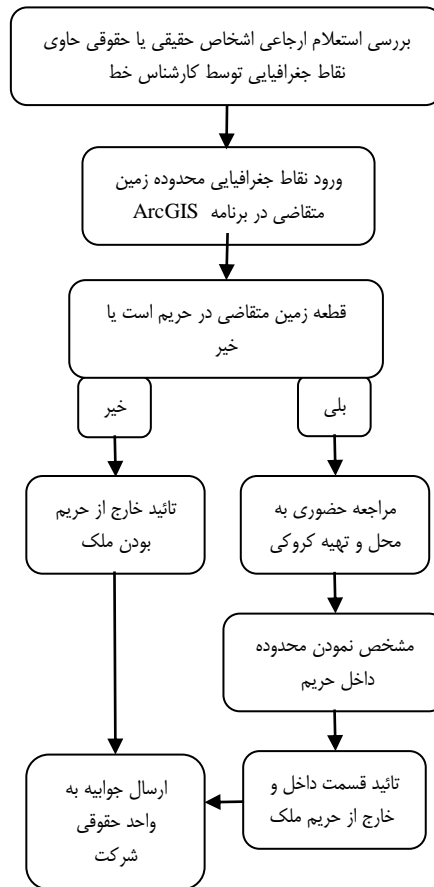 بررسی استعلام ارجاعی اشخاص حقیقی یا حقوقی حاوی
نقاط جغرافیایی توسط کارشناس خط
ورود نقاط جغرافیایی محدوده زمین
متقاضی در برنامه ArcGIS
قطعه زمین متقاضی در حریم است یا
خیر
بلی
خیر
مراجعه حضوری به
محل و تهیه کروکی
تائید خارج از حریم
بودن ملک
مشخص نمودن محدوده
داخل حریم
تائید قسمت داخل و
خارج از حریم ملک
ارسال جوابیه به
واحد حقوقی
شرکت